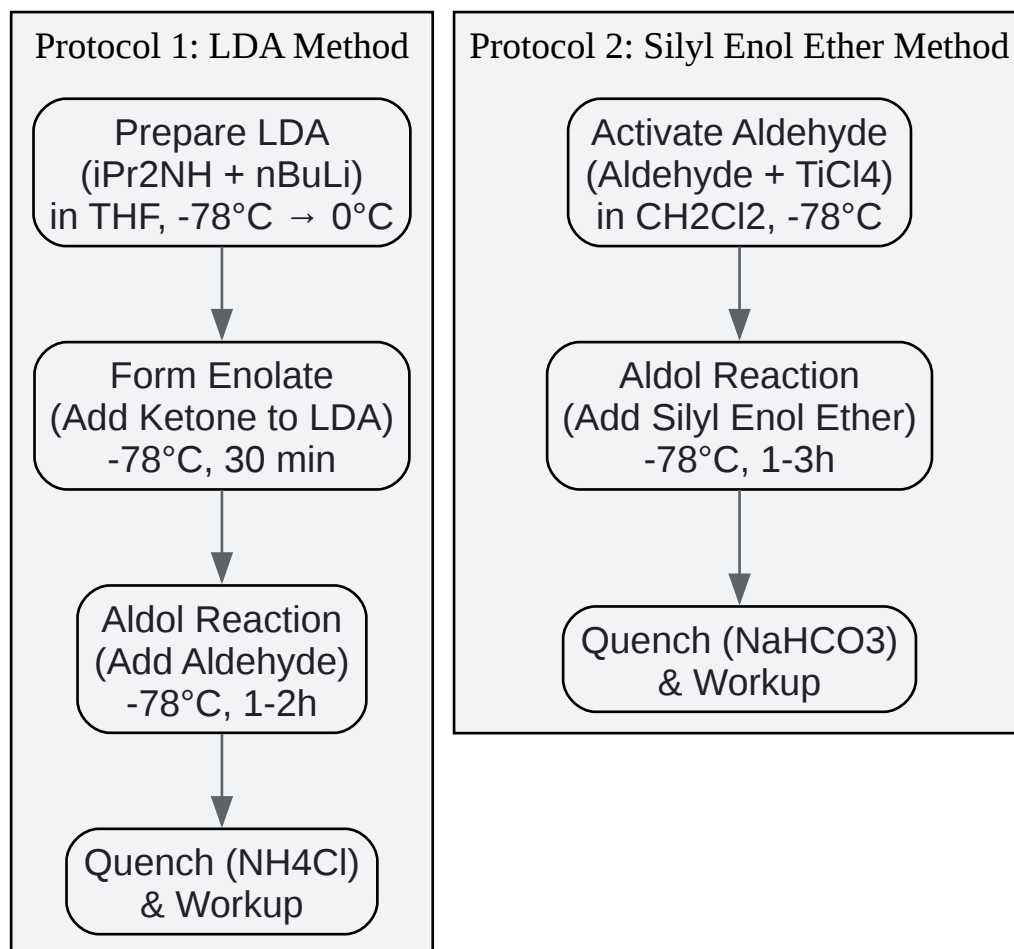 Protocol 1: LDA Method
Prepare LDA
(iPr2NH + nBuLi)
in THF, -78°C → 0°C
Form Enolate
(Add Ketone to LDA)
-78°C, 30 min
Aldol Reaction
(Add Aldehyde)
-78°C, 1-2h
Quench (NH4Cl)
& Workup
Protocol 2: Silyl Enol Ether Method
Activate Aldehyde
(Aldehyde + TiCl4)
in CH2Cl2, -78°C
Aldol Reaction
(Add Silyl Enol Ether)
-78°C, 1-3h
Quench (NaHCO3)
& Workup